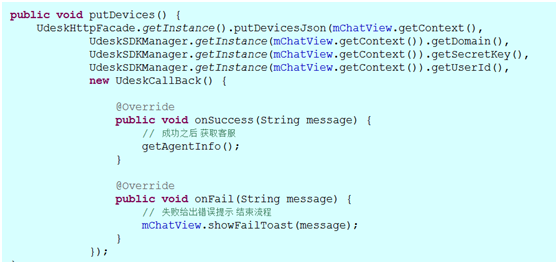 public void putDevices() {
UdeskHttpFacade.getInstance().putDevicesJson(mChatView.getContext(),
UdeskSDKManager.getInstance(mChatView.getContext()).getDomain(),
UdeskSDKManager.getInstance(mChatView.getContext()).getSecretKey(),
UdeskSDKManager.getInstance(mChatView.getContext()).getUserId(),
new UdeskCallBack() {
@Override
public void onSuccess(String message) {
// 成功之后 获取客服
getAgentInfo();
}
@Override
public void onFail(String message) {
// 失败给出错误提示 结束流程
mChatView.showFailToast(message);
}
});